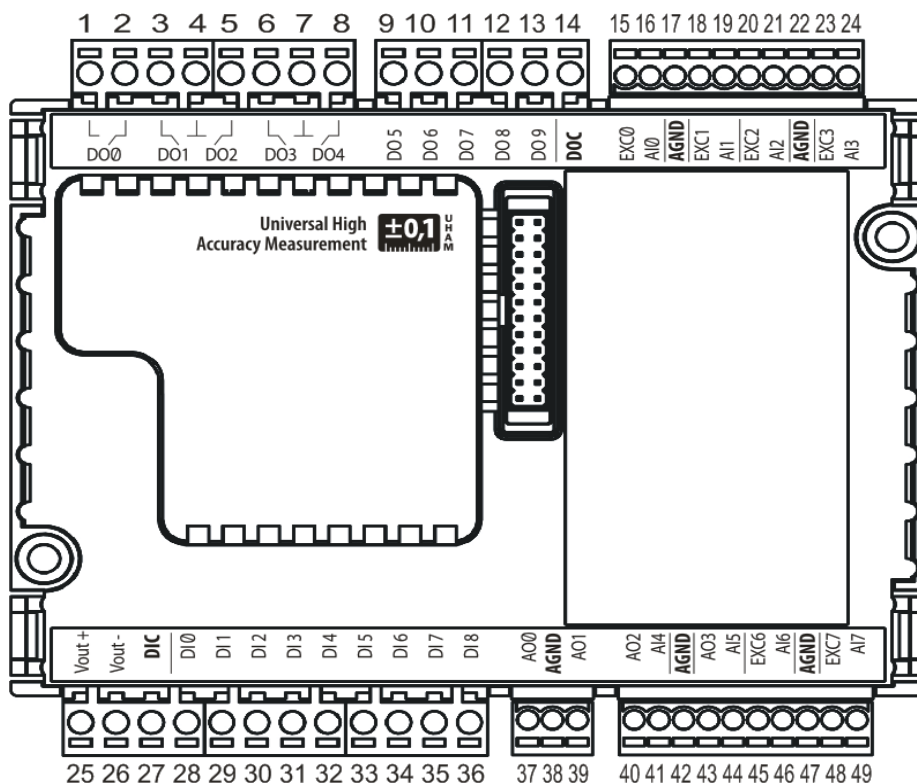 1 2 3 4 5 6 7 8 9 10 11 12 13 14 15 16 17 18 19 20 21 22 23 24
DO0 DO1 DO2 DO3 DO4 DO5 DO6 DO7 DO8 DO9 DOC EXC0 AI0 AGND EXC1 AI1 EXC2 AI2 AGND EXC3 AI3
Universal High
Accuracy Measurement
±0,1
UHAM
Vout+ Vout- DIC DI0 DI1 DI2 DI3 DI4 DI5 DI6 DI7 DI8 AO0 AGND AO1 AO2 AI4 AGND AO3 AI5 EXC6 AI6 AGND EXC7 AI7
25 26 27 28 29 30 31 32 33 34 35 36 37 38 39 40 41 42 43 44 45 46 47 48 49